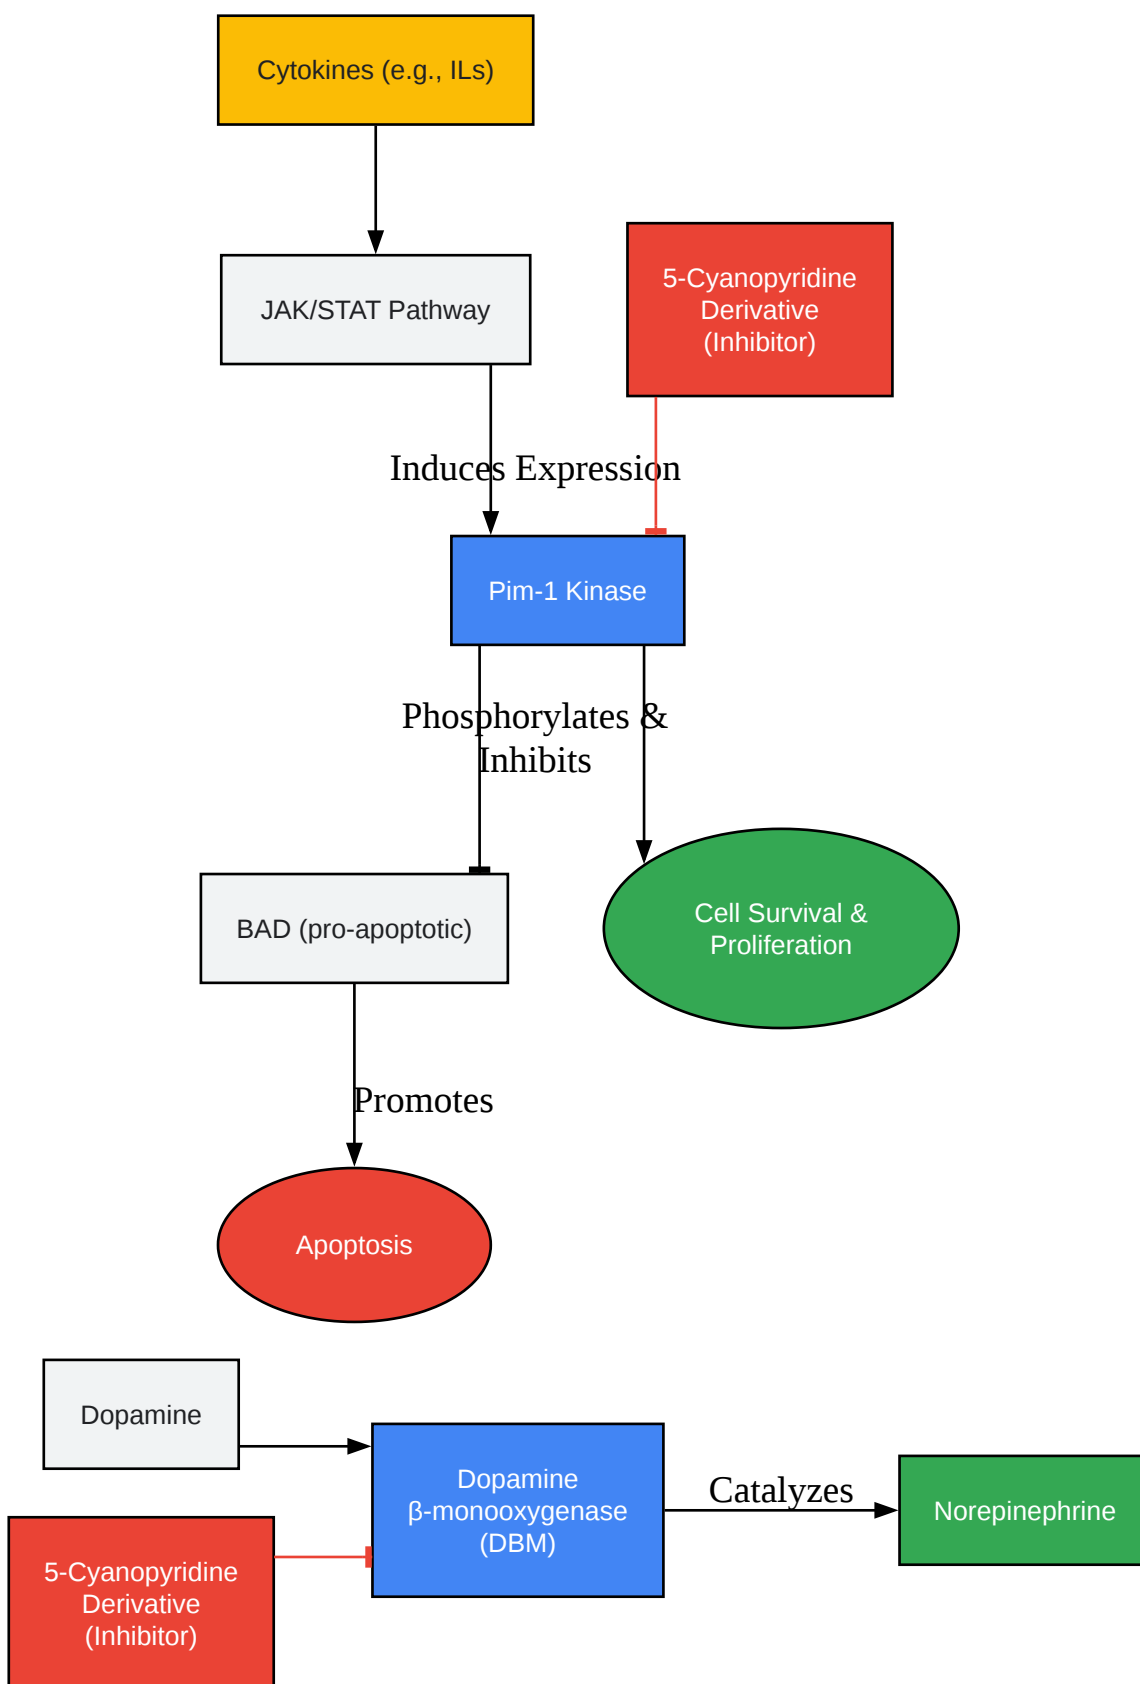 Cytokines (e.g., ILs)
JAK/STAT Pathway
5-Cyanopyridine
Derivative
(Inhibitor)
Induces Expression
Pim-1 Kinase
Phosphorylates &
Inhibits
BAD (pro-apoptotic)
Cell Survival &
Proliferation
Promotes
Apoptosis
Dopamine
Dopamine
β-monooxygenase
(DBM)
Catalyzes
Norepinephrine
5-Cyanopyridine
Derivative
(Inhibitor)